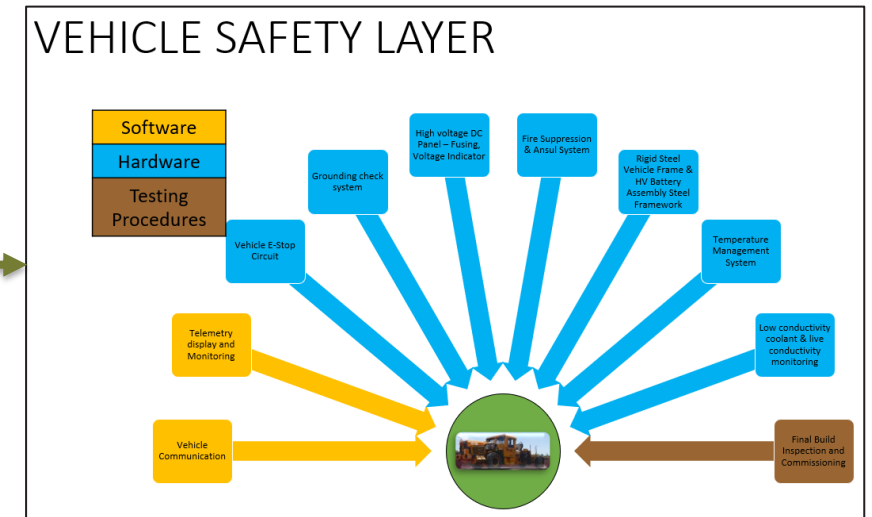 VEHICLE SAFETY LAYER
Software
Hardware
Testing
Procedures
Vehicle
Communication
Telemetry
display and
Monitoring
Vehicle E-Stop
Circuit
Grounding check
system
High voltage DC
Panel – Fusing,
Voltage Indicator
Fire Suppression
& Ansul System
Rigid Steel
Vehicle Frame &
HV Battery
Assembly Steel
Framework
Temperature
Management
System
Low conductivity
coolant & live
conductivity
monitoring
Final Build
Inspection and
Commissioning